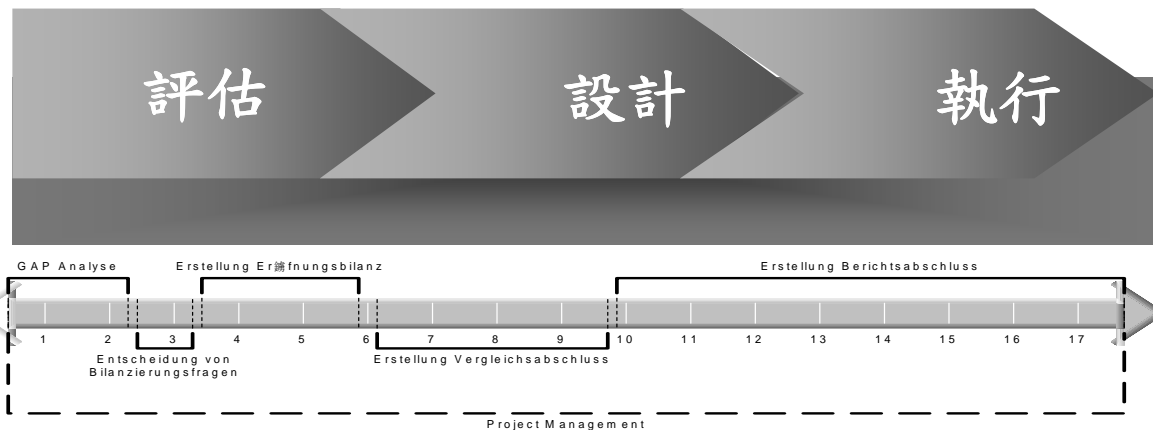 評估
設計
執行
GAP Analyse
Erstellung Er鎙fnungsbilanz
Erstellung Berichtsabschluss
1 2 3 4 5 6 7 8 9 10 11 12 13 14 15 16 17
Entscheidung von
Bilanzierungsfragen
Erstellung Vergleichsabschluss
Project Management